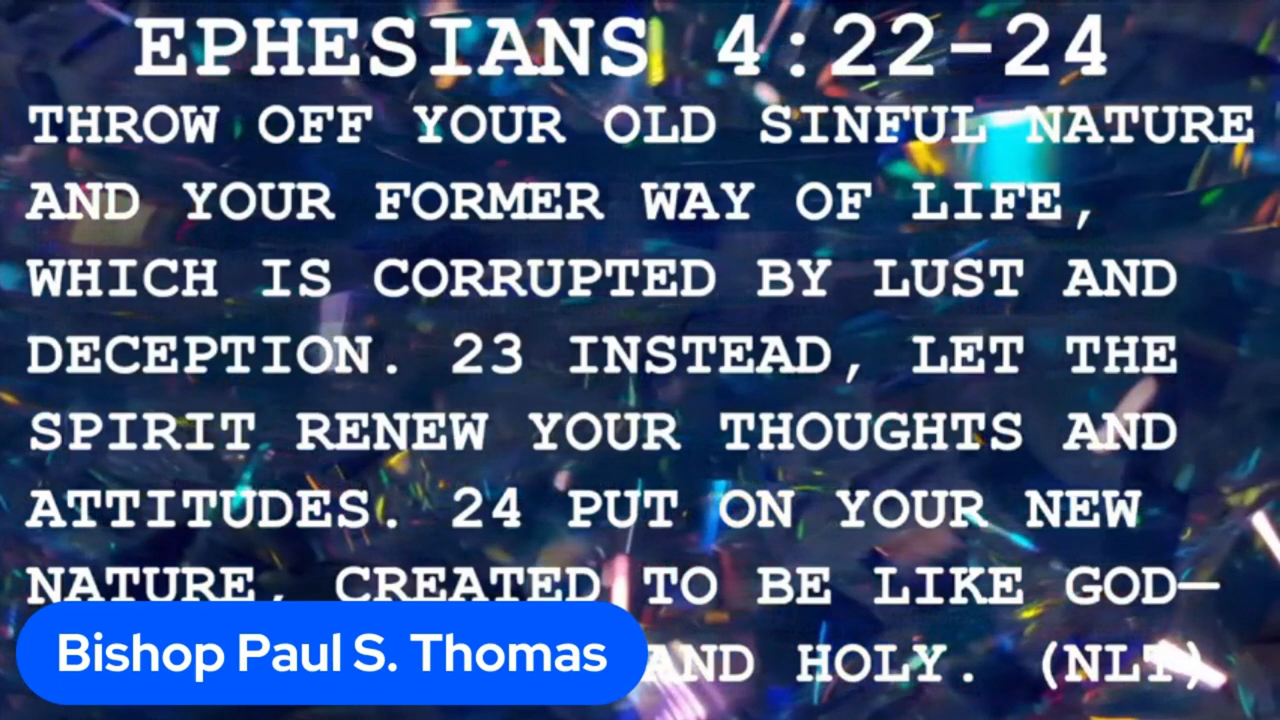 EPHESIANS 4:22-24
THROW OFF YOUR OLD SINFUL NATURE
AND YOUR FORMER WAY OF LIFE,
WHICH IS CORRUPTED BY LUST AND
DECEPTION. 23 INSTEAD, LET THE
SPIRIT RENEW YOUR THOUGHTS AND
ATTITUDES. 24 PUT ON YOUR NEW
NATURE, CREATED TO BE LIKE GOD—
AND HOLY. (NLT)
Bishop Paul S. Thomas